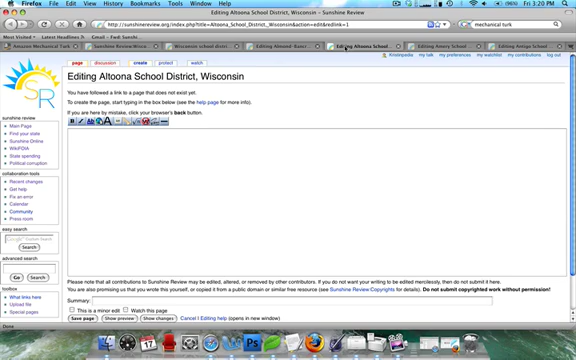 Firefox File Edit View History Bookmarks Tools Window Help Fri 3:20 PM
Editing Altoona School District, Wisconsin – Sunshine Review
http://sunshinereview.org/index.php?title=Altoona_School_District,_Wisconsin&action=edit&redlink=1
mechanical turk
Most Visited Latest Headlines Gmail
Amazon Mechanical Turk Sunshine Review-Wisc... Wisconsin school distri... Editing Almond-Banc... Editing Altoona School ... Editing Amery School ... Editing Antigo School ...
my talk my preferences my watchlist my contributions log out
page discussion create history protect watch
Editing Altoona School District, Wisconsin
You have followed a link to a page that does not exist yet.
To create the page, start typing in the box below (see the help page for more info).
If you are here by mistake, click your browser's back button.
SR
sunshine review
Main Page
Find your state
Sunshine Online
WikiFOIA
State spending
Political corruption
collaboration tools
Recent changes
Get help
Fix an error
Calendar
Community
Press room
easy search
Search
advanced search
Go Search
toolbox
What links here
Upload file
Special pages
Please note that all contributions to Sunshine Review may be edited, altered, or removed by other contributors. If you do not want your writing to be edited mercilessly, then do not submit it here.
You are also promising us that you wrote this yourself, or copied it from a public domain or similar free resource (see Sunshine Review:Copyrights for details). Do not submit copyrighted work without permission!
Summary:
This is a minor edit Watch this page
Save page Show preview Show changes Cancel | Editing help (opens in new window)
Done
17